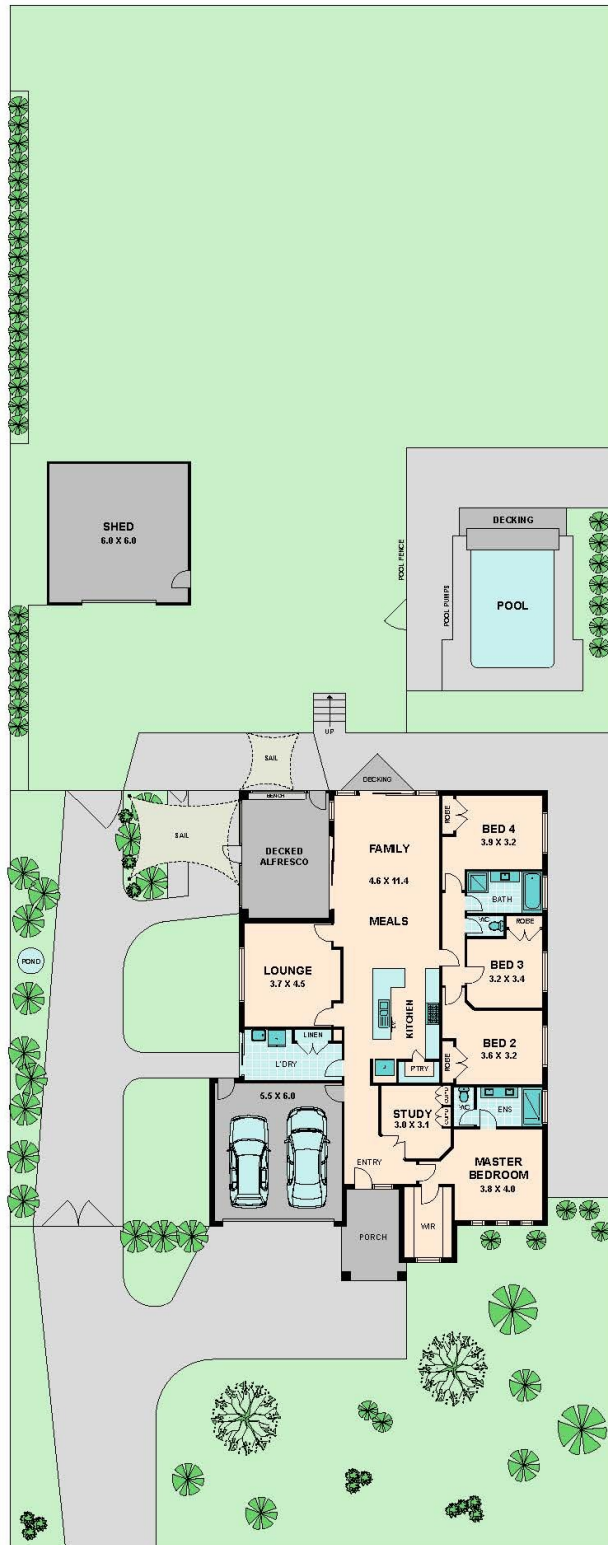 SHED
6.0 X 6.0
DECKING
POOL FENCE
POOL PUMPS
POOL
UP
SAIL
DECKING
BENCH
SAIL
DECKED
ALFRESCO
FAMILY
4.6 X 11.4
MEALS
ROBE
BED 4
3.9 X 3.2
BATH
WC
ROBE
BED 3
3.2 X 3.4
POND
LOUNGE
3.7 X 4.5
KITCHEN
BED 2
3.6 X 3.2
ROBE
LINEN
L'DRY
PTRY
5.5 X 6.0
STUDY
3.0 X 3.1
CUPD
CUPD
WC
ENS
ENTRY
MASTER
BEDROOM
3.8 X 4.0
WIR
PORCH